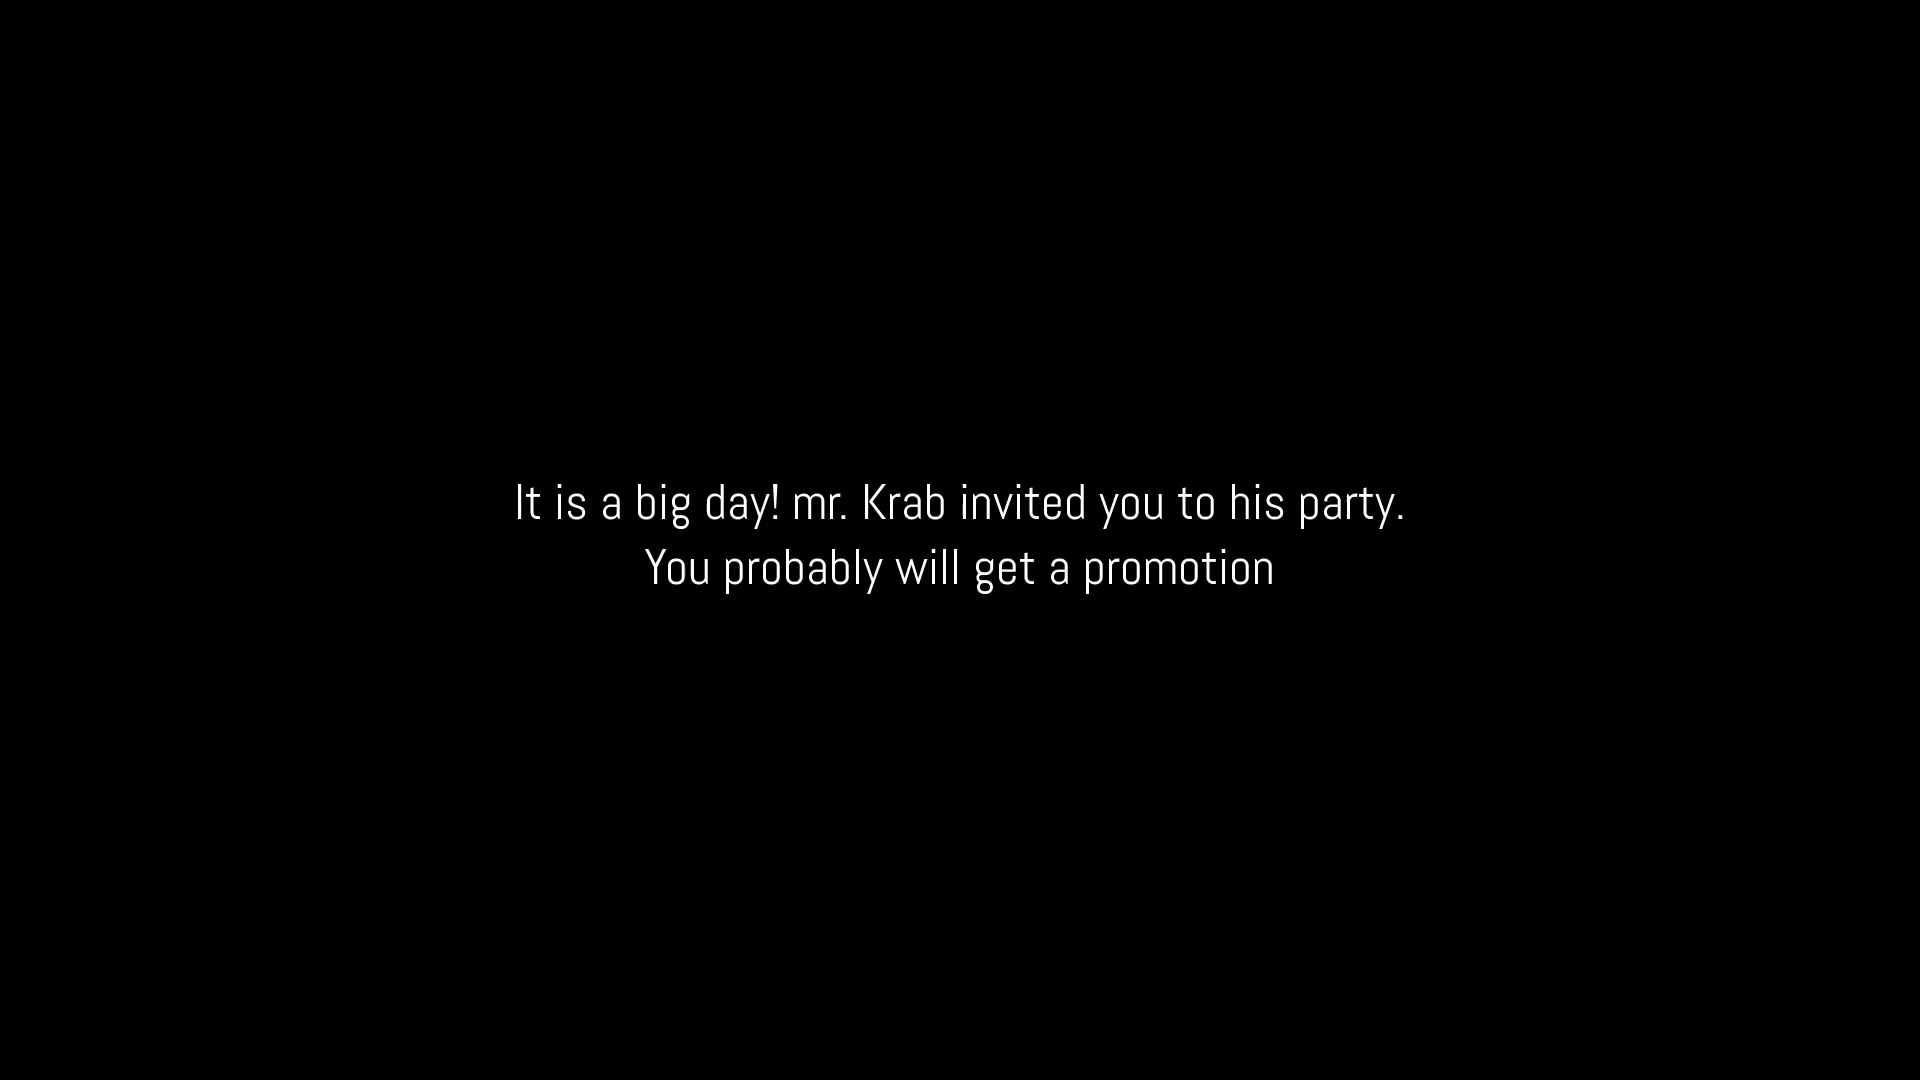 It is a big day! mr. Krab invited you to his party.
You probably will get a promotion